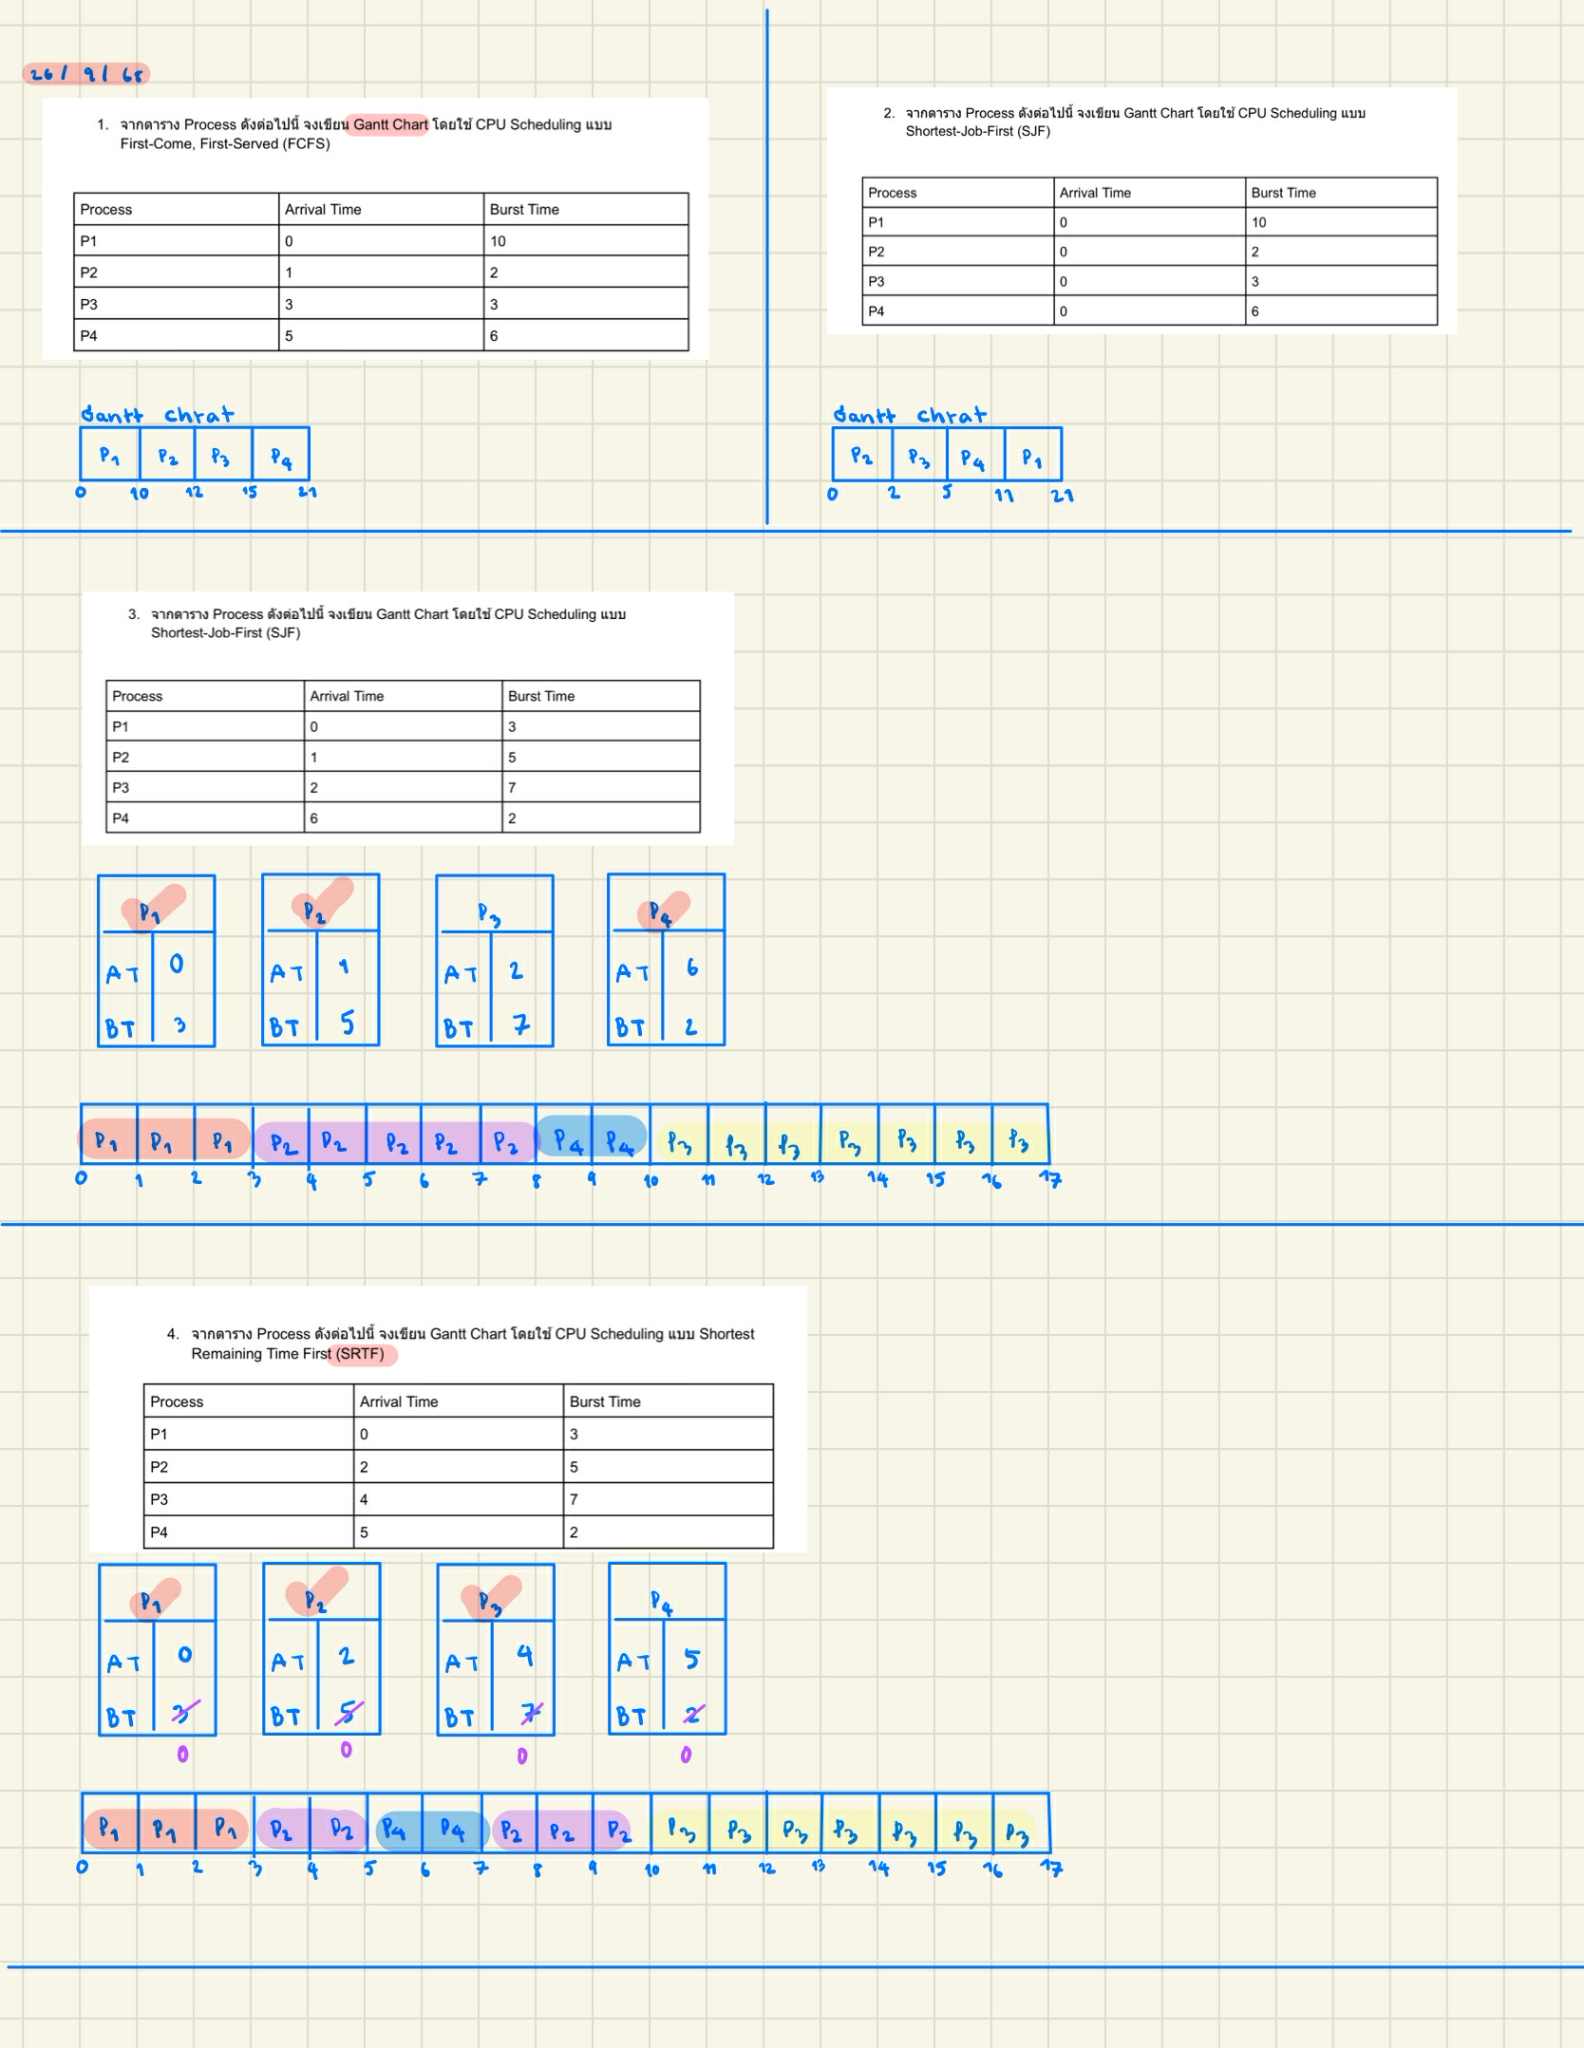 26 / 9 / 68
1. จากตาราง Process ดังต่อไปนี้ จงเขียน Gantt Chart โดยใช้ CPU Scheduling แบบ
First-Come, First-Served (FCFS)
Process Arrival Time Burst Time
P1 0 10
P2 1 2
P3 3 3
P4 5 6
Gantt chrat
P1 P2 P3 P4
0 10 12 15 21
2. จากตาราง Process ดังต่อไปนี้ จงเขียน Gantt Chart โดยใช้ CPU Scheduling แบบ
Shortest-Job-First (SJF)
Process Arrival Time Burst Time
P1 0 10
P2 0 2
P3 0 3
P4 0 6
Gantt chrat
P2 P3 P4 P1
0 2 5 11 21
3. จากตาราง Process ดังต่อไปนี้ จงเขียน Gantt Chart โดยใช้ CPU Scheduling แบบ
Shortest-Job-First (SJF)
Process Arrival Time Burst Time
P1 0 3
P2 1 5
P3 2 7
P4 6 2
P1 P2 P3 P4
AT 0 AT 1 AT 2 AT 6
BT 3 BT 5 BT 7 BT 2
P1 P1 P1 P2 P2 P2 P2 P2 P4 P4 P3 P3 P3 P3 P3 P3 P3
0 1 2 3 4 5 6 7 8 9 10 11 12 13 14 15 16 17
4. จากตาราง Process ดังต่อไปนี้ จงเขียน Gantt Chart โดยใช้ CPU Scheduling แบบ Shortest
Remaining Time First (SRTF)
Process Arrival Time Burst Time
P1 0 3
P2 2 5
P3 4 7
P4 5 2
P1 P2 P3 P4
AT 0 AT 2 AT 4 AT 5
BT 3 BT 5 BT 7 BT 2
0 0 0 0
P1 P1 P1 P2 P2 P4 P4 P2 P2 P2 P3 P3 P3 P3 P3 P3 P3
0 1 2 3 4 5 6 7 8 9 10 11 12 13 14 15 16 17